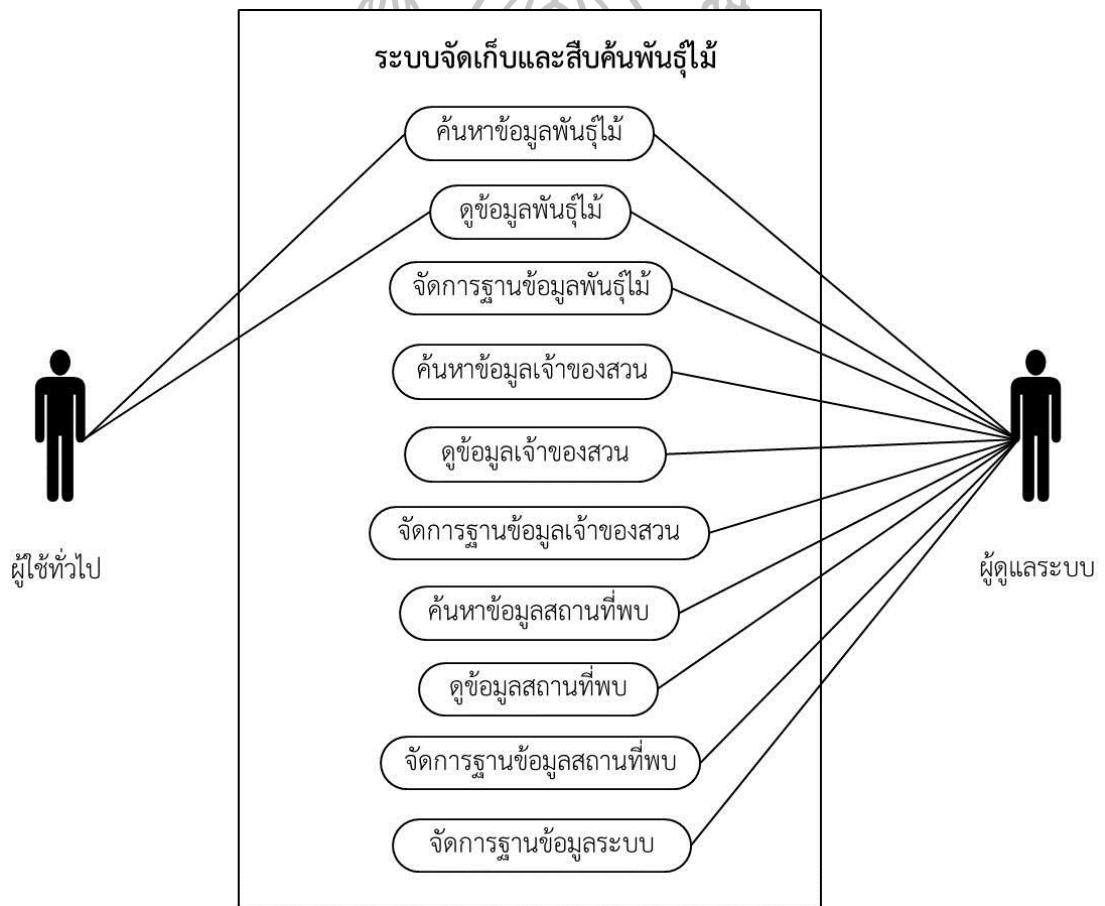 ระบบจัดเก็บและสืบค้นพันธุ์ไม้
ค้นหาข้อมูลพันธุ์ไม้
ดูข้อมูลพันธุ์ไม้
จัดการฐานข้อมูลพันธุ์ไม้
ค้นหาข้อมูลเจ้าของสวน
ดูข้อมูลเจ้าของสวน
จัดการฐานข้อมูลเจ้าของสวน
ผู้ใช้ทั่วไป
ผู้ดูแลระบบ
ค้นหาข้อมูลสถานที่พบ
ดูข้อมูลสถานที่พบ
จัดการฐานข้อมูลสถานที่พบ
จัดการฐานข้อมูลระบบ